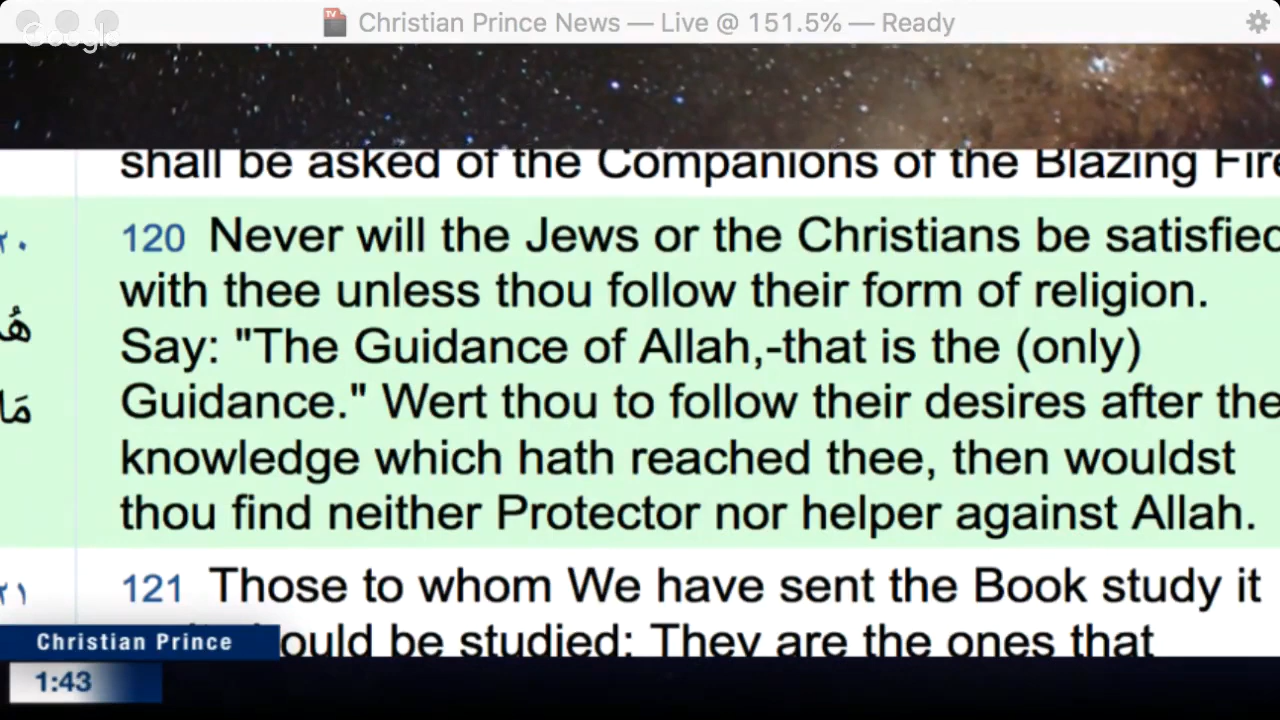 Christian Prince News — Live @ 151.5% — Ready
Google
shall be asked of the Companions of the Blazing Fire
120 Never will the Jews or the Christians be satisfied
with thee unless thou follow their form of religion.
Say: "The Guidance of Allah,-that is the (only)
Guidance." Wert thou to follow their desires after the
knowledge which hath reached thee, then wouldst
thou find neither Protector nor helper against Allah.
121 Those to whom We have sent the Book study it
should be studied: They are the ones that
Christian Prince
1:43